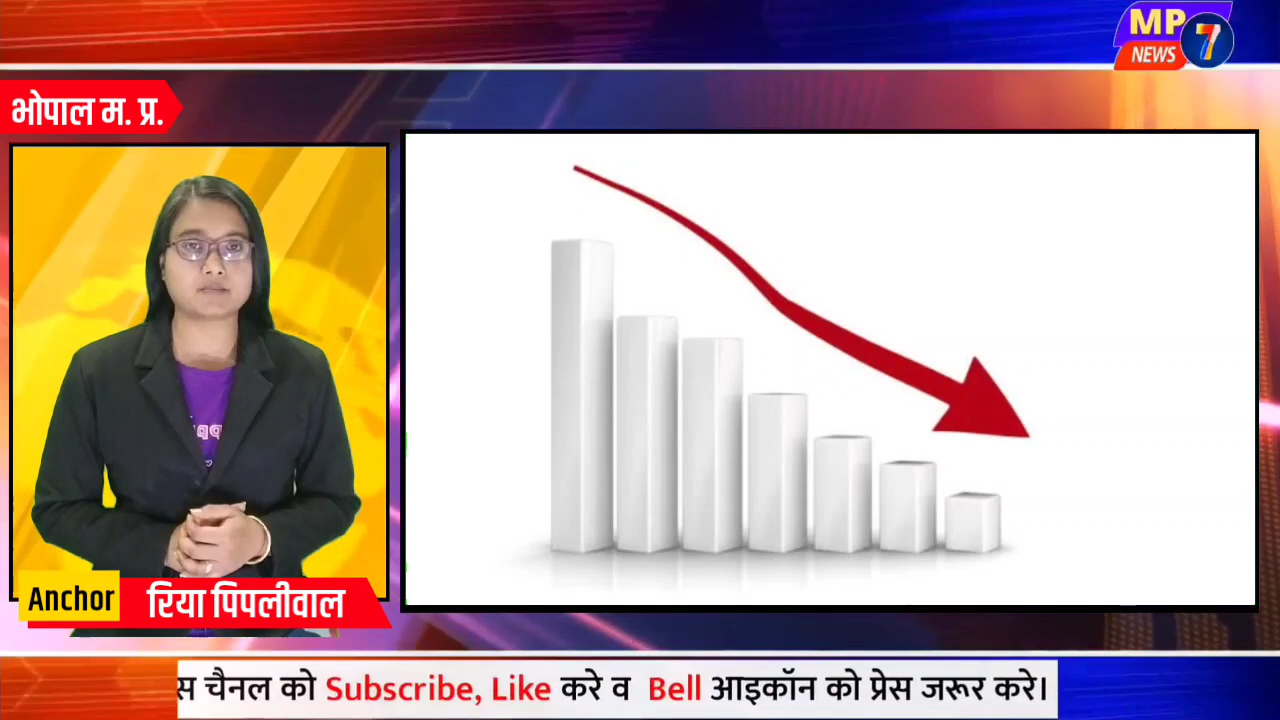 MP
NEWS 7
भोपाल म. प्र.
Anchor रिया पिपलीवाल
स चैनल को Subscribe, Like करे व Bell आइकॉन को प्रेस जरूर करे।